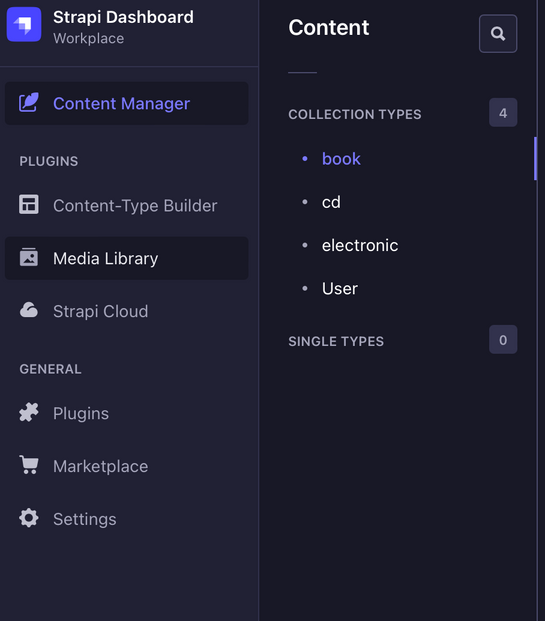 Strapi Dashboard
Workplace
Content Manager
PLUGINS
Content-Type Builder
Media Library
Strapi Cloud
GENERAL
Plugins
Marketplace
Settings
Content
COLLECTION TYPES 4
book
cd
electronic
User
SINGLE TYPES 0